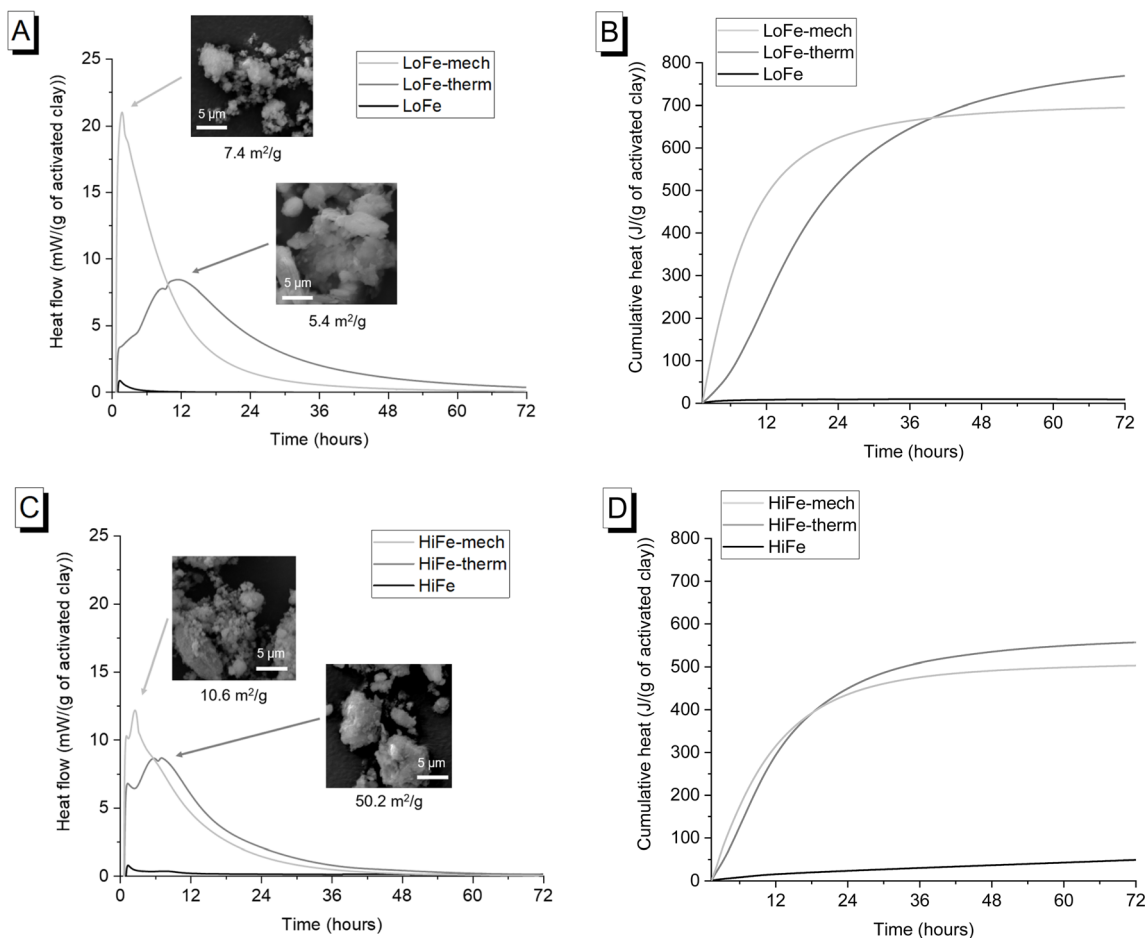 A
Heat flow (mW/(g of activated clay))
25
20
15
10
5
0
0 12 24 36 48 60 72
Time (hours)
LoFe-mech
LoFe-therm
LoFe
5 µm
7.4 m²/g
5 µm
5.4 m²/g
B
LoFe-mech
LoFe-therm
LoFe
Cumulative heat (J/(g of activated clay))
800
700
600
500
400
300
200
100
0
12 24 36 48 60 72
Time (hours)
C
Heat flow (mW/(g of activated clay))
25
20
15
10
5
0
0 12 24 36 48 60 72
Time (hours)
HiFe-mech
HiFe-therm
HiFe
5 µm
10.6 m²/g
5 µm
50.2 m²/g
D
HiFe-mech
HiFe-therm
HiFe
Cumulative heat (J/(g of activated clay))
800
700
600
500
400
300
200
100
0
12 24 36 48 60 72
Time (hours)